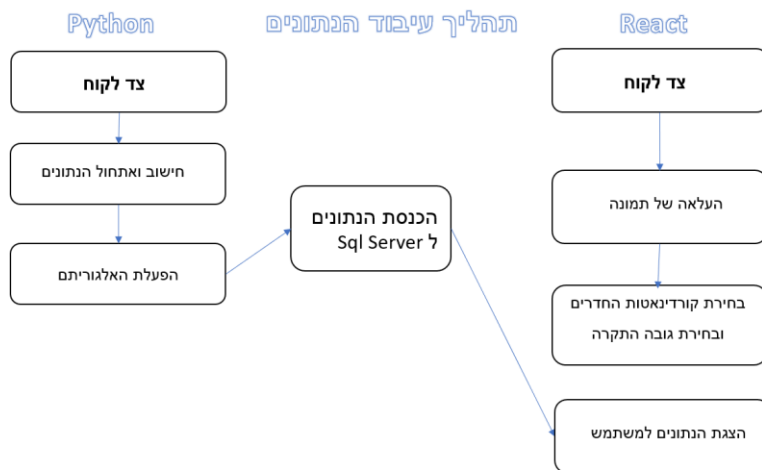 React
תהליך עיבוד הנתונים
Python
צד לקוח
צד לקוח
חישוב ואתחול הנתונים
העלאה של תמונה
הכנסת הנתונים
ל Sql Server
הפעלת האלגוריתם
בחירת קורדינאטות החדרים
ובחירת גובה התקרה
הצגת הנתונים למשתמש